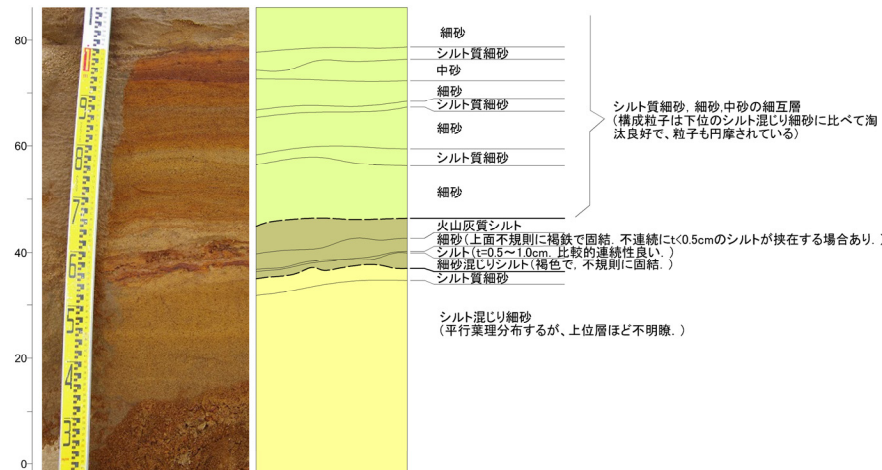 80
60
40
20
0
1
9
8
7
6
5
4
3
細砂
シルト質細砂
中砂
細砂
シルト質細砂
細砂
シルト質細砂
細砂
火山灰質シルト
細砂(上面不規則に褐鉄で固結. 不連続にt<0.5cmのシルトが挟在する場合あり. )
シルト(t=0.5～1.0cm. 比較的連続性良い. )
細砂混じりシルト(褐色で, 不規則に固結. )
シルト質細砂
シルト混じり細砂
(平行葉理分布するが、上位層ほど不明瞭. )
シルト質細砂, 細砂,中砂の細互層
(構成粒子は下位のシルト混じり細砂に比べて淘
汰良好で、粒子も円摩されている)